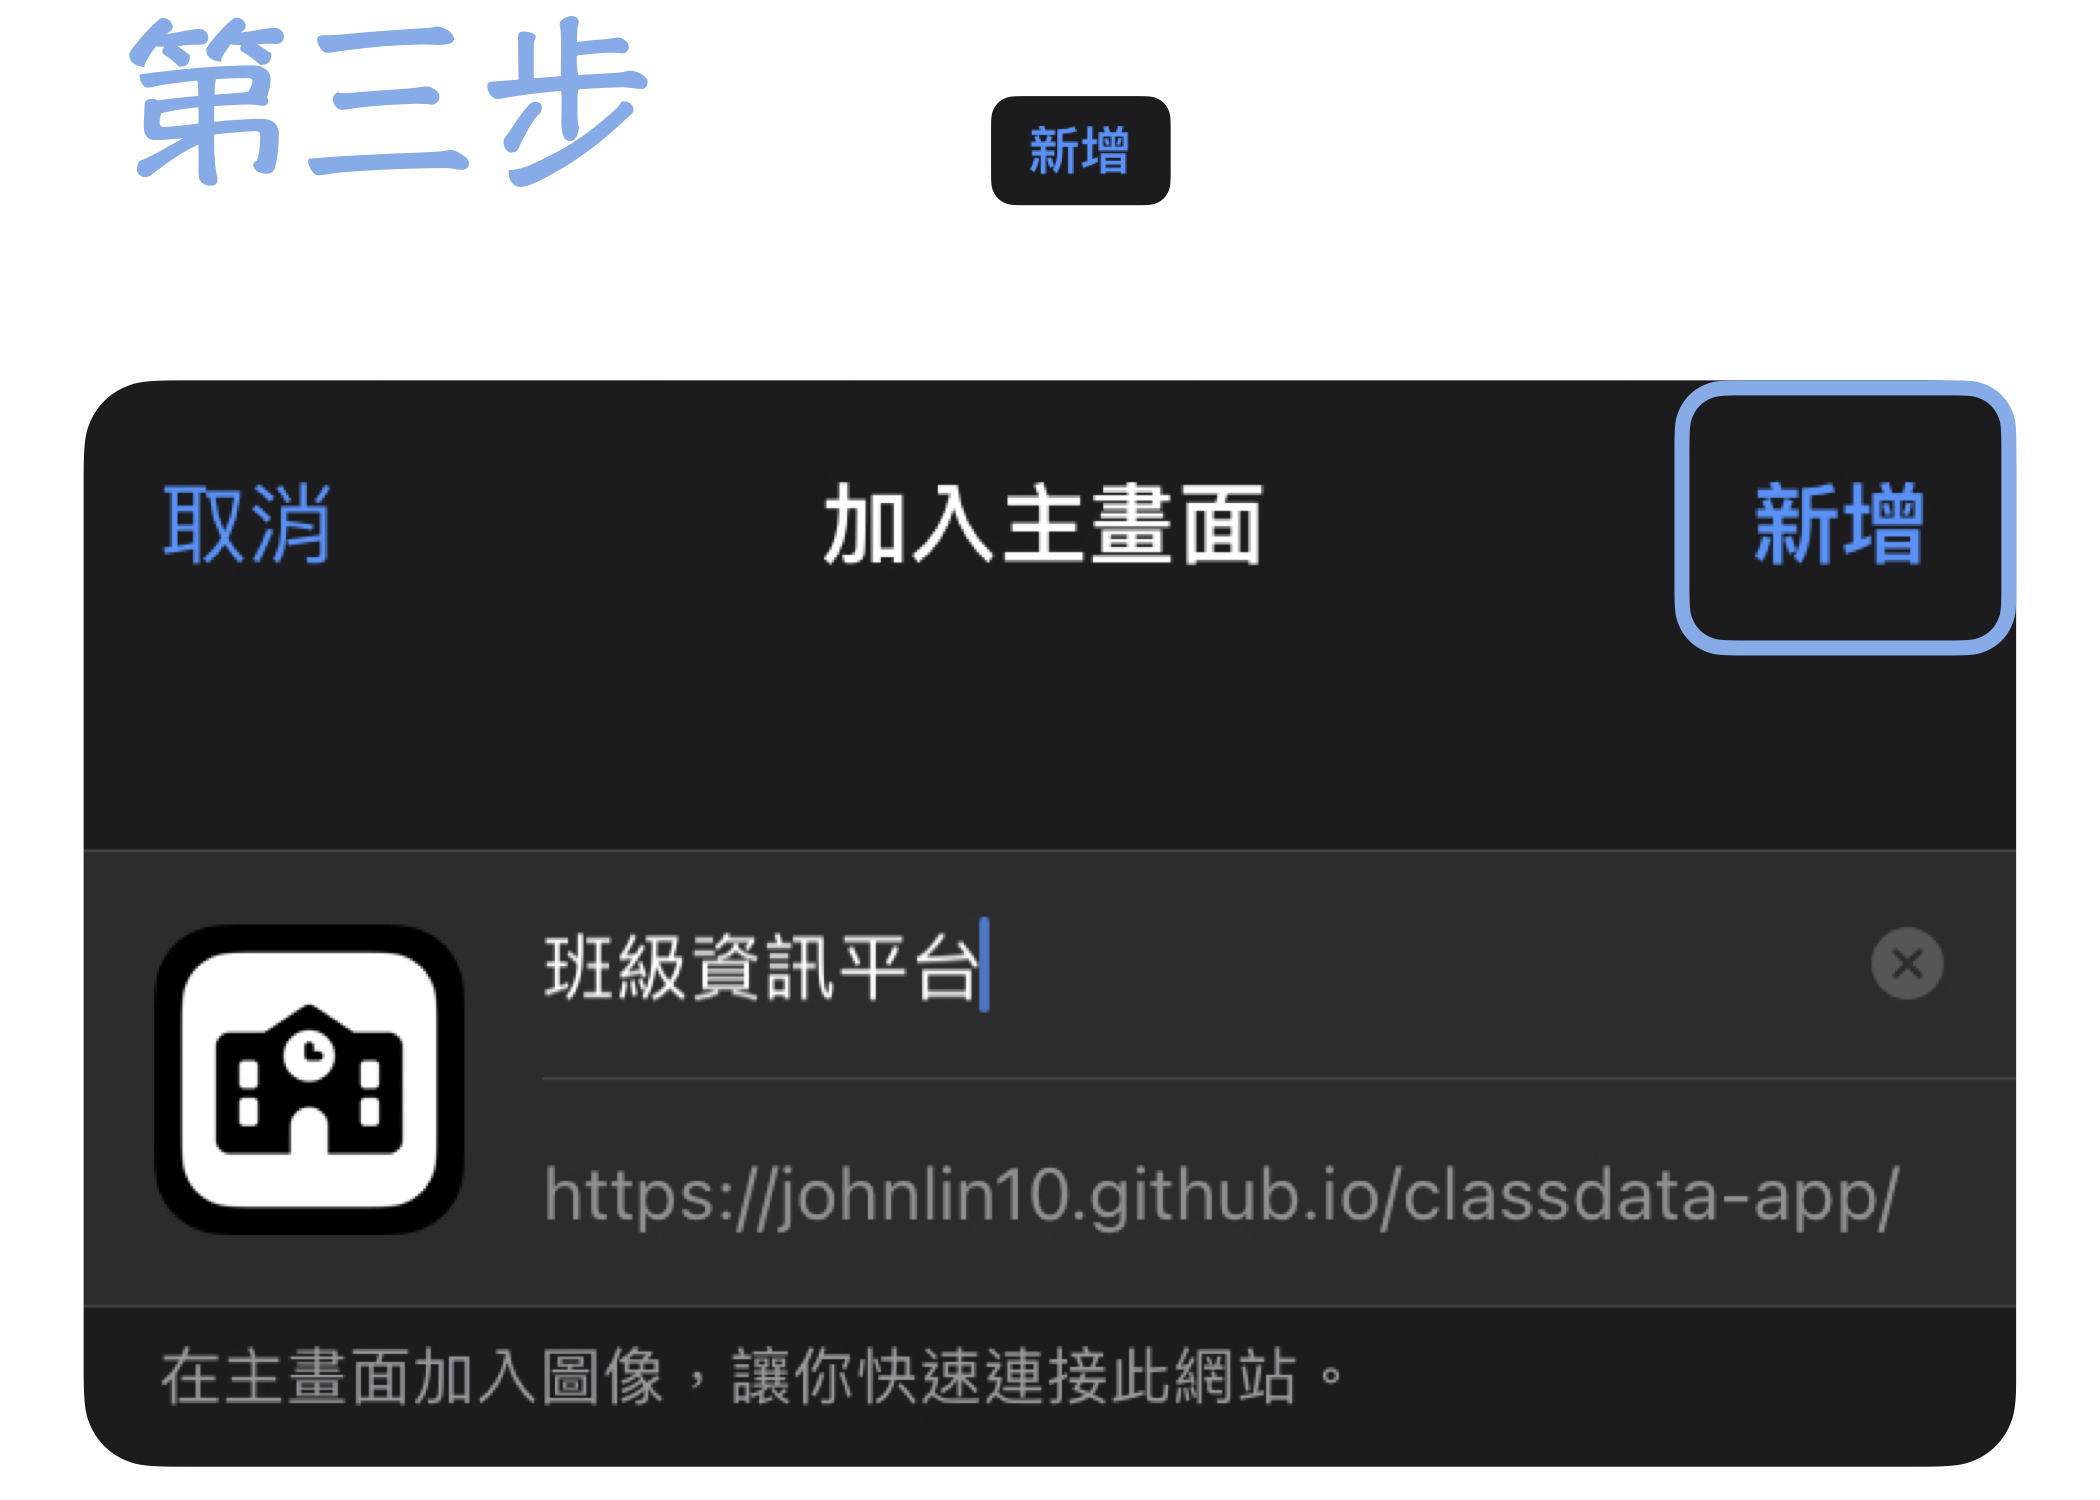 第三步
新增
取消 加入主畫面 新增
班級資訊平台
https://johnlin10.github.io/classdata-app/
在主畫面加入圖像，讓你快速連接此網站。